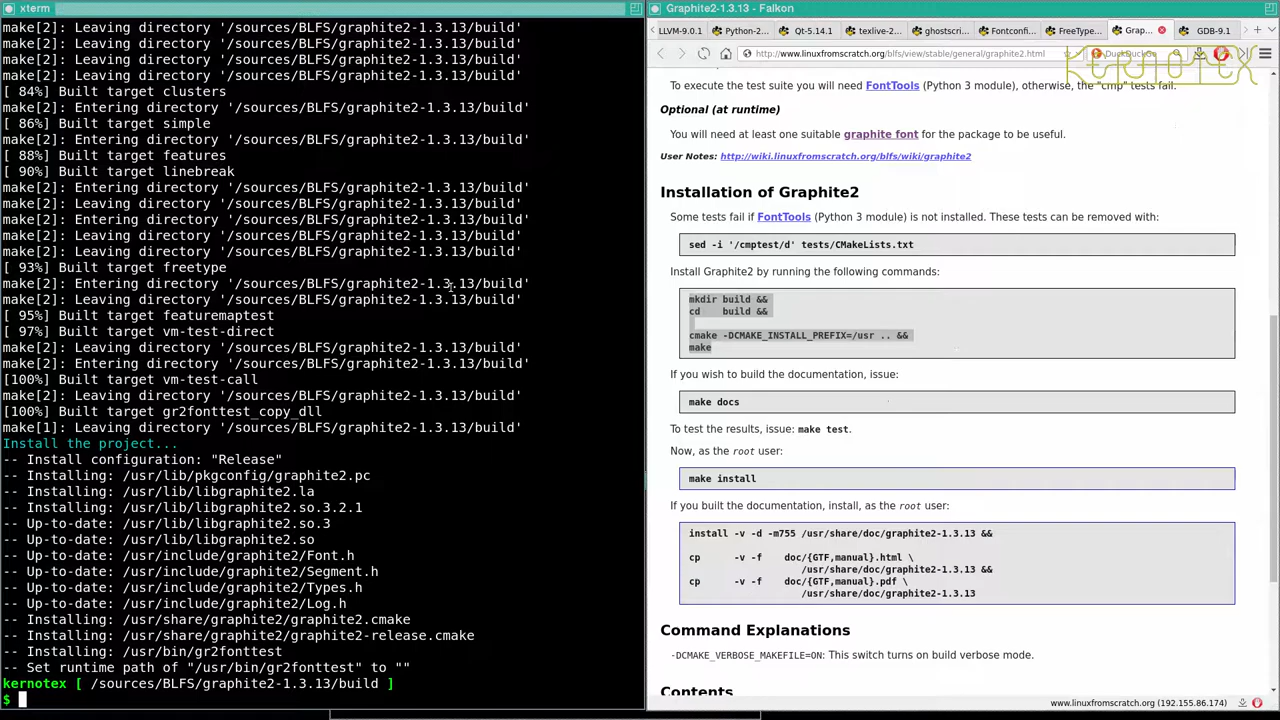 xterm
make[2]: Leaving directory '/sources/BLFS/graphite2-1.3.13/build'
make[2]: Leaving directory '/sources/BLFS/graphite2-1.3.13/build'
make[2]: Leaving directory '/sources/BLFS/graphite2-1.3.13/build'
make[2]: Leaving directory '/sources/BLFS/graphite2-1.3.13/build'
[ 84%] Built target clusters
make[2]: Entering directory '/sources/BLFS/graphite2-1.3.13/build'
[ 86%] Built target simple
make[2]: Entering directory '/sources/BLFS/graphite2-1.3.13/build'
[ 88%] Built target features
[ 90%] Built target linebreak
make[2]: Entering directory '/sources/BLFS/graphite2-1.3.13/build'
make[2]: Leaving directory '/sources/BLFS/graphite2-1.3.13/build'
make[2]: Entering directory '/sources/BLFS/graphite2-1.3.13/build'
make[2]: Leaving directory '/sources/BLFS/graphite2-1.3.13/build'
make[2]: Leaving directory '/sources/BLFS/graphite2-1.3.13/build'
[ 93%] Built target freetype
make[2]: Entering directory '/sources/BLFS/graphite2-1.3.13/build'
make[2]: Leaving directory '/sources/BLFS/graphite2-1.3.13/build'
[ 95%] Built target featuremaptest
[ 97%] Built target vm-test-direct
make[2]: Leaving directory '/sources/BLFS/graphite2-1.3.13/build'
make[2]: Entering directory '/sources/BLFS/graphite2-1.3.13/build'
[100%] Built target vm-test-call
make[2]: Leaving directory '/sources/BLFS/graphite2-1.3.13/build'
[100%] Built target gr2fonttest_copy_dll
make[1]: Leaving directory '/sources/BLFS/graphite2-1.3.13/build'
Install the project...
-- Install configuration: "Release"
-- Installing: /usr/lib/pkgconfig/graphite2.pc
-- Installing: /usr/lib/libgraphite2.la
-- Installing: /usr/lib/libgraphite2.so.3.2.1
-- Up-to-date: /usr/lib/libgraphite2.so.3
-- Up-to-date: /usr/lib/libgraphite2.so
-- Up-to-date: /usr/include/graphite2/Font.h
-- Up-to-date: /usr/include/graphite2/Segment.h
-- Up-to-date: /usr/include/graphite2/Types.h
-- Up-to-date: /usr/include/graphite2/Log.h
-- Installing: /usr/share/graphite2/graphite2.cmake
-- Installing: /usr/share/graphite2/graphite2-release.cmake
-- Installing: /usr/bin/gr2fonttest
-- Set runtime path of "/usr/bin/gr2fonttest" to ""
kernotex [ /sources/BLFS/graphite2-1.3.13/build ]
$
Graphite2-1.3.13 - Falkon
LLVM-9.0.1 Python-2... Qt-5.14.1 texlive-2... ghostscri... Fontconfi... FreeType... Grap... GDB-9.1
http://www.linuxfromscratch.org/blfs/view/stable/general/graphite2.html DuckDuckGo
KERNOTEX
To execute the test suite you will need FontTools (Python 3 module), otherwise, the "cmp" tests fail.
Optional (at runtime)
You will need at least one suitable graphite font for the package to be useful.
User Notes: http://wiki.linuxfromscratch.org/blfs/wiki/graphite2
Installation of Graphite2
Some tests fail if FontTools (Python 3 module) is not installed. These tests can be removed with:
sed -i '/cmptest/d' tests/CMakeLists.txt
Install Graphite2 by running the following commands:
mkdir build &&
cd    build &&
cmake -DCMAKE_INSTALL_PREFIX=/usr .. &&
make
If you wish to build the documentation, issue:
make docs
To test the results, issue: make test.
Now, as the root user:
make install
If you built the documentation, install, as the root user:
install -v -d -m755 /usr/share/doc/graphite2-1.3.13 &&
cp      -v -f    doc/{GTF,manual}.html \
/usr/share/doc/graphite2-1.3.13 &&
cp      -v -f    doc/{GTF,manual}.pdf \
/usr/share/doc/graphite2-1.3.13
Command Explanations
-DCMAKE_VERBOSE_MAKEFILE=ON: This switch turns on build verbose mode.
Contents
www.linuxfromscratch.org (192.155.86.174)